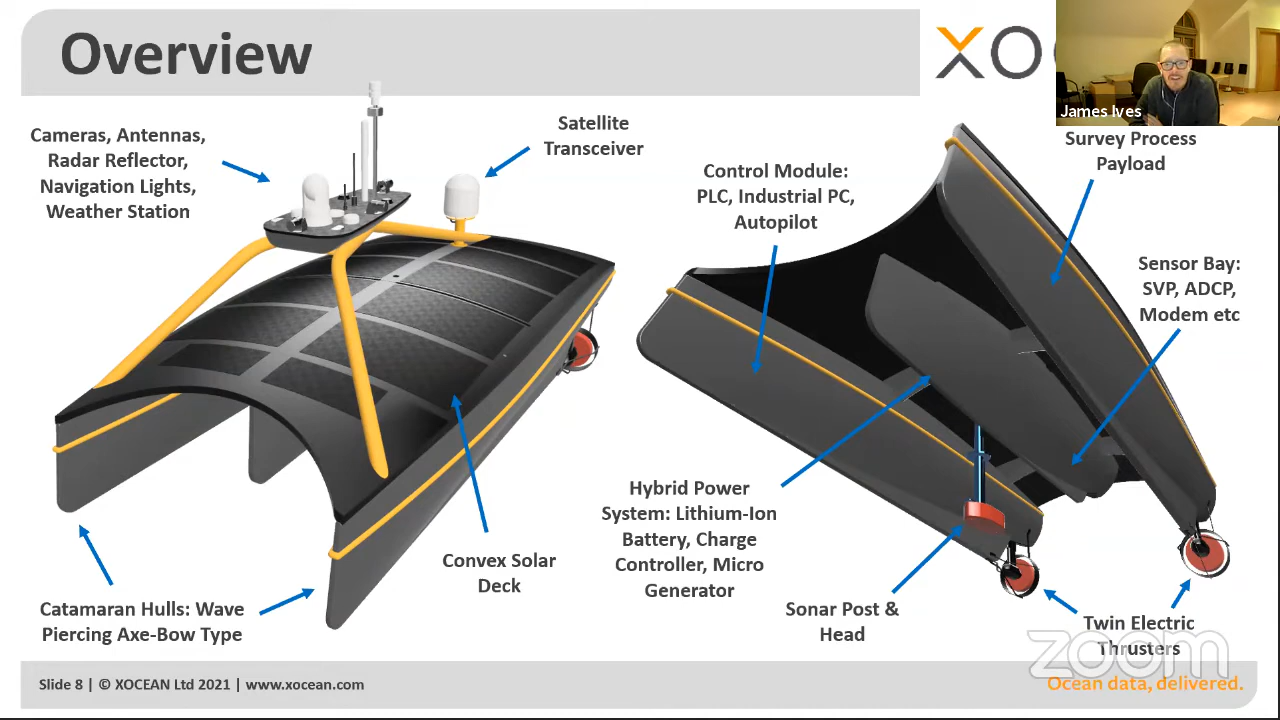 Overview
XO
James Ives
Cameras, Antennas,
Radar Reflector,
Navigation Lights,
Weather Station
Satellite
Transceiver
Control Module:
PLC, Industrial PC,
Autopilot
Survey Process
Payload
Sensor Bay:
SVP, ADCP,
Modem etc
Hybrid Power
System: Lithium-Ion
Battery, Charge
Controller, Micro
Generator
Convex Solar
Deck
Catamaran Hulls: Wave
Piercing Axe-Bow Type
Sonar Post &
Head
Twin Electric
Thrusters
zoom
Slide 8 | © XOCEAN Ltd 2021 | www.xocean.com
Ocean data, delivered.